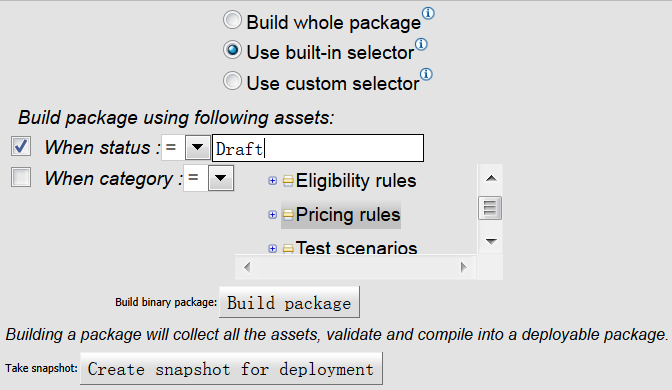 Build whole package
Use built-in selector
Use custom selector
Build package using following assets:
When status : = Draft
When category : =
Eligibility rules
Pricing rules
Test scenarios
Build binary package: Build package
Building a package will collect all the assets, validate and compile into a deployable package.
Take snapshot: Create snapshot for deployment